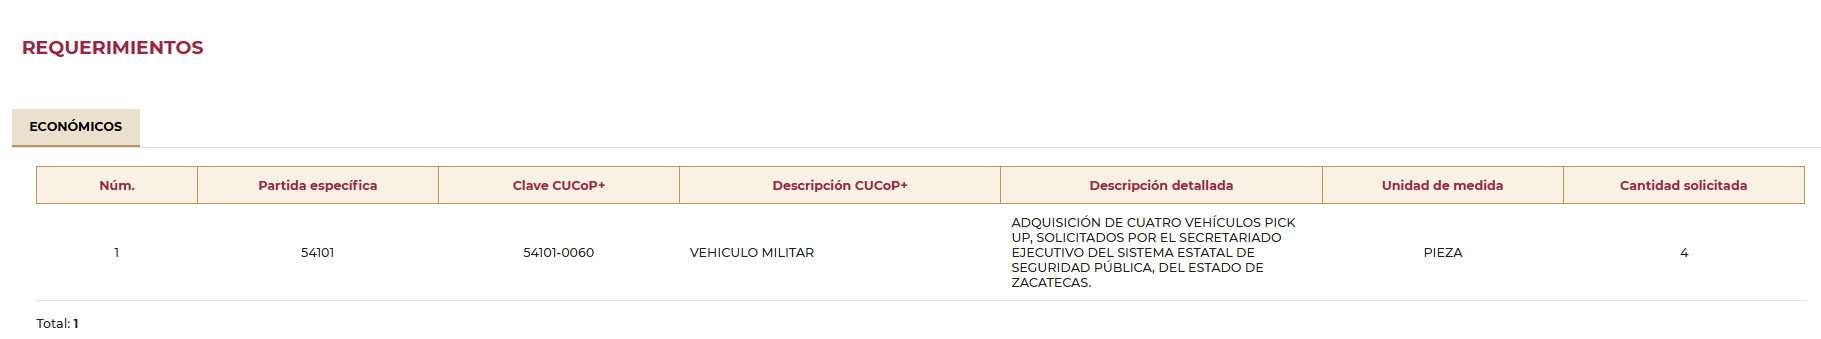 REQUERIMIENTOS
ECONÓMICOS
Núm. Partida específica Clave CUCoP+ Descripción CUCoP+ Descripción detallada Unidad de medida Cantidad solicitada
1 54101 54101-0060 VEHICULO MILITAR ADQUISICIÓN DE CUATRO VEHÍCULOS PICK
UP, SOLICITADOS POR EL SECRETARIADO
EJECUTIVO DEL SISTEMA ESTATAL DE
SEGURIDAD PÚBLICA, DEL ESTADO DE
ZACATECAS. PIEZA 4
Total: 1